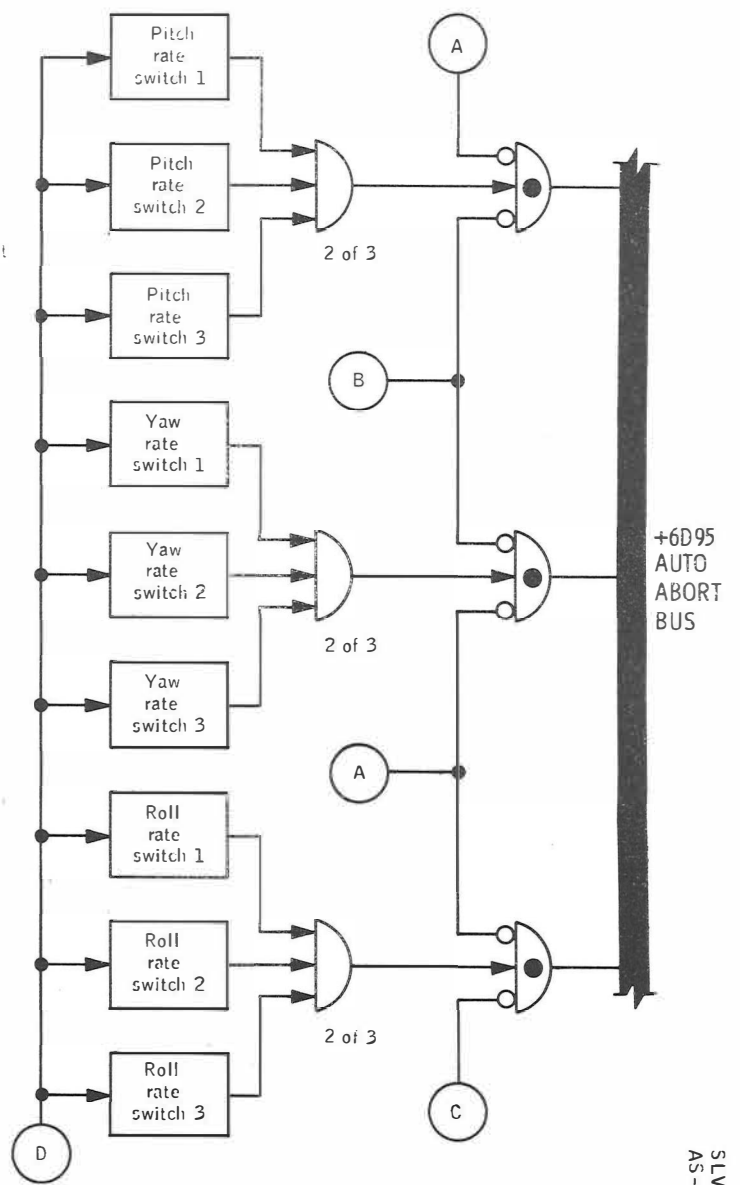 Pitch
rate
switch 1
A
Pitch
rate
switch 2
t
2 of 3
Pitch
rate
switch 3
B
Yaw
rate
switch 1
Yaw
rate
switch 2
+6D95
AUTO
ABORT
BUS
2 of 3
Yaw
rate
switch 3
A
Roll
rate
switch 1
Roll
rate
switch 2
2 of 3
Roll
rate
switch 3
C
D
SLV
AS-